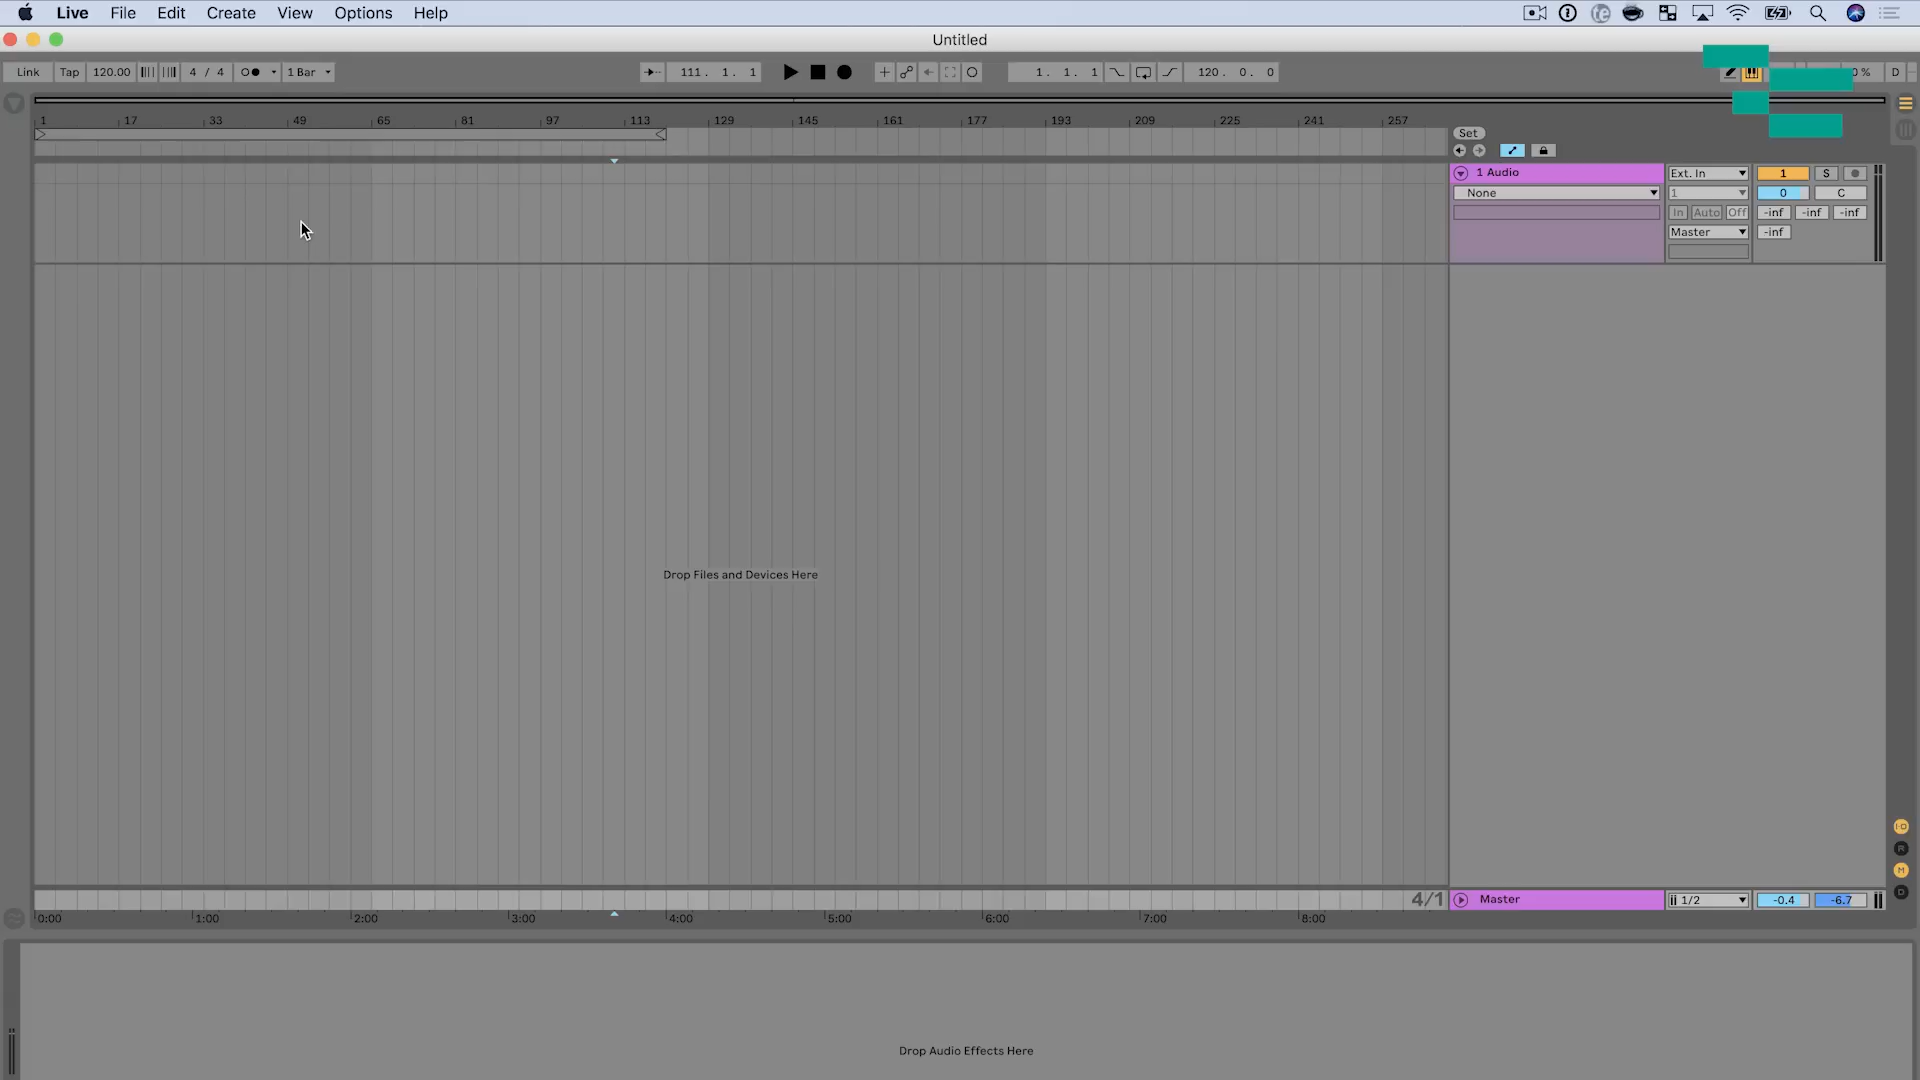 Live File Edit Create View Options Help
Untitled
Link Tap 120.00 4 / 4 1 Bar 111. 1. 1 1. 1. 1 120. 0. 0 % D
1 17 33 49 65 81 97 113 129 145 161 177 193 209 225 241 257
Set
1 Audio Ext. In 1 S
None 1 0 C
In Auto Off -inf -inf -inf
Master -inf
Drop Files and Devices Here
I·O
R
M
D
4/1 Master 1/2 -0.4 -6.7
0:00 1:00 2:00 3:00 4:00 5:00 6:00 7:00 8:00
Drop Audio Effects Here